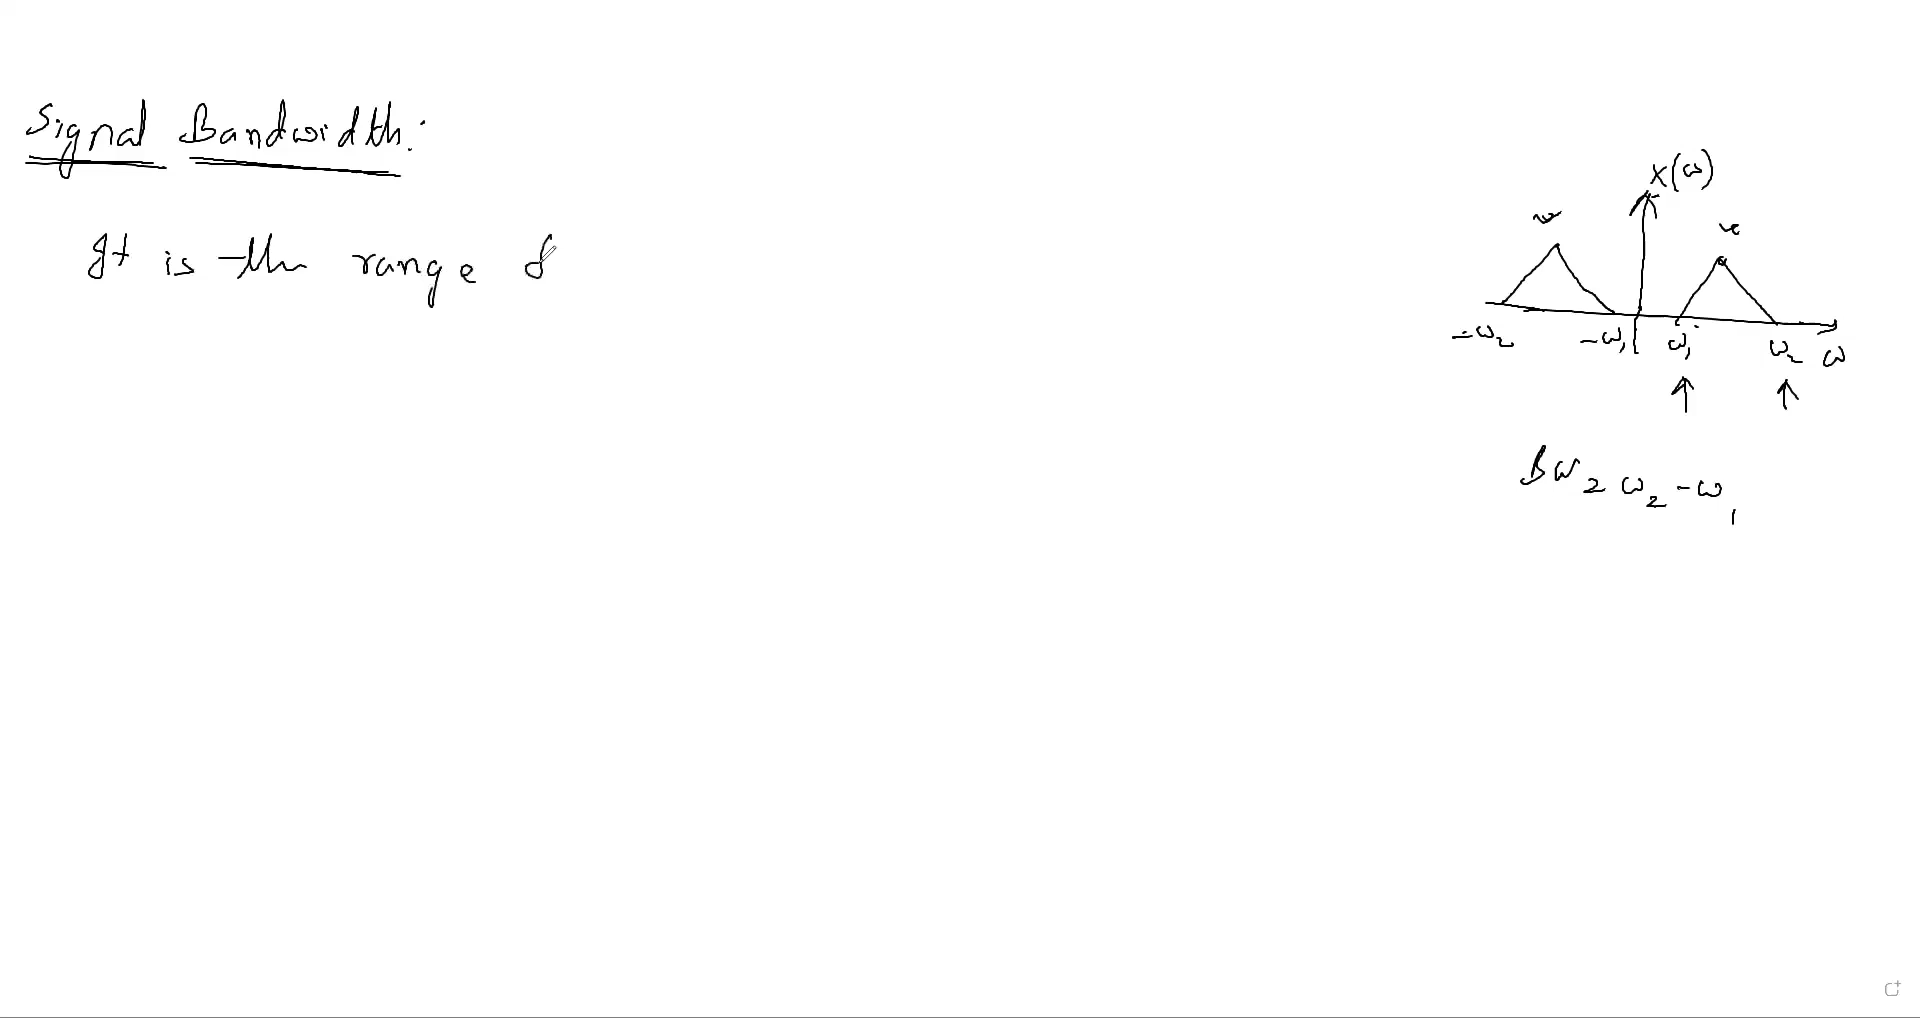 Signal Bandwidth:
It is the range of
X(ω)
-ω₂ -ω₁ ω₁ ω₂ ω
BW = ω₂ - ω₁